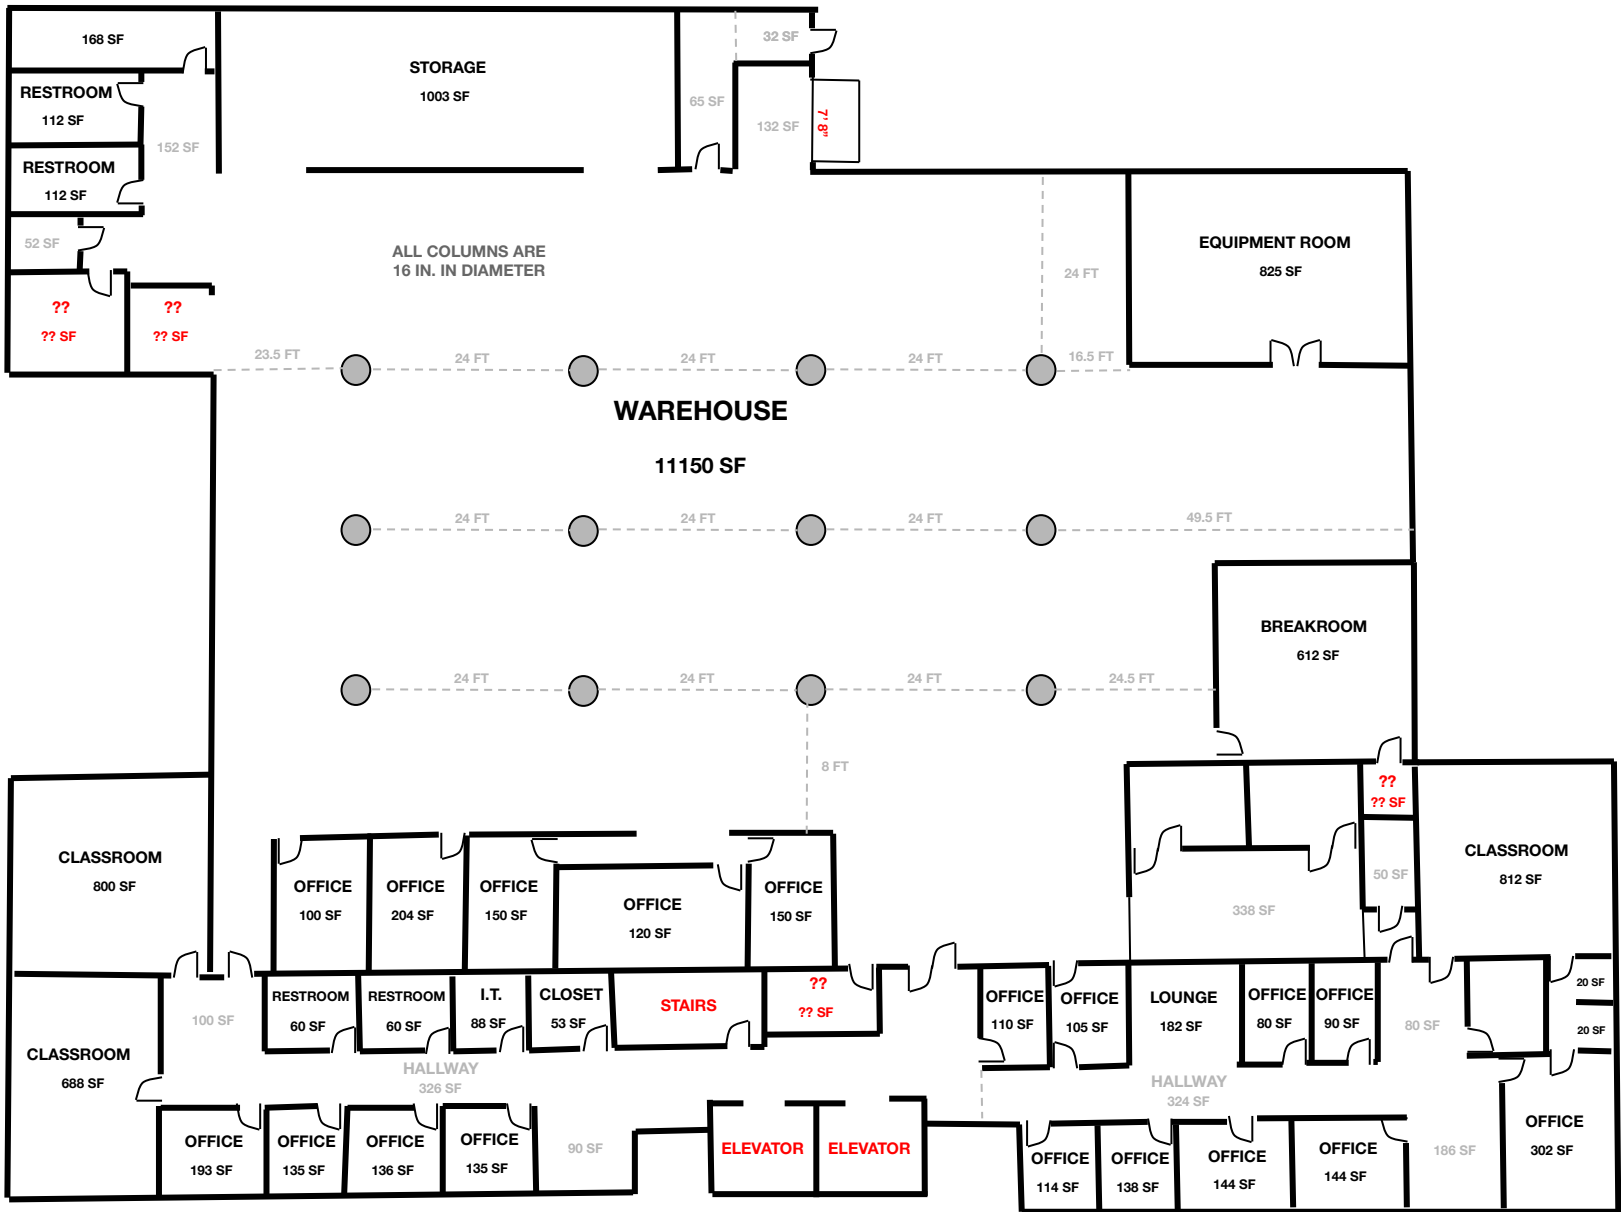 168 SF
STORAGE
1003 SF
32 SF
RESTROOM
112 SF
65 SF
132 SF
7' 8"
152 SF
RESTROOM
112 SF
52 SF
ALL COLUMNS ARE
16 IN. IN DIAMETER
EQUIPMENT ROOM
825 SF
24 FT
??
?? SF
??
?? SF
23.5 FT
24 FT
24 FT
24 FT
16.5 FT
WAREHOUSE
11150 SF
24 FT
24 FT
24 FT
49.5 FT
BREAKROOM
612 SF
24 FT
24 FT
24 FT
24.5 FT
8 FT
??
?? SF
CLASSROOM
800 SF
CLASSROOM
812 SF
50 SF
338 SF
OFFICE
100 SF
OFFICE
204 SF
OFFICE
150 SF
OFFICE
120 SF
OFFICE
150 SF
RESTROOM
60 SF
RESTROOM
60 SF
I.T.
88 SF
CLOSET
53 SF
STAIRS
??
?? SF
OFFICE
110 SF
OFFICE
105 SF
LOUNGE
182 SF
OFFICE
80 SF
OFFICE
90 SF
80 SF
20 SF
20 SF
100 SF
CLASSROOM
688 SF
HALLWAY
326 SF
HALLWAY
324 SF
OFFICE
193 SF
OFFICE
135 SF
OFFICE
136 SF
OFFICE
135 SF
90 SF
ELEVATOR
ELEVATOR
OFFICE
114 SF
OFFICE
138 SF
OFFICE
144 SF
OFFICE
144 SF
186 SF
OFFICE
302 SF